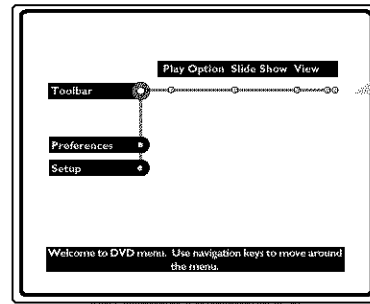 Play Option Slide Show View
Toolbar
Preferences
Setup
Welcome to DVD menu. Use navigation keys to move around
the menu.